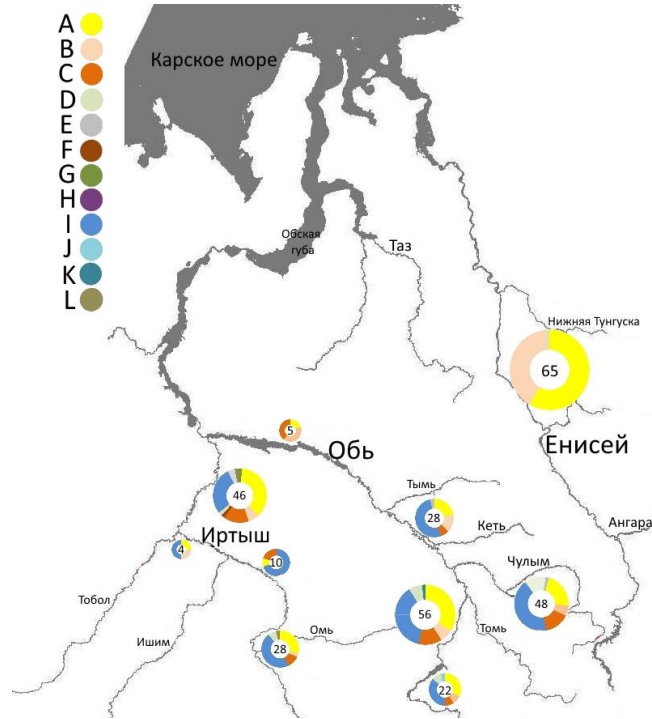 A
B
C
D
E
F
G
H
I
J
K
L
Карское море
Обская
губа
Таз
Нижняя Тунгуска
65
5
Обь
Енисей
46
Иртыш
Тымь
28
Кеть
Ангара
4
10
Чулым
48
Тобол
56
Ишим
Омь
Томь
28
22